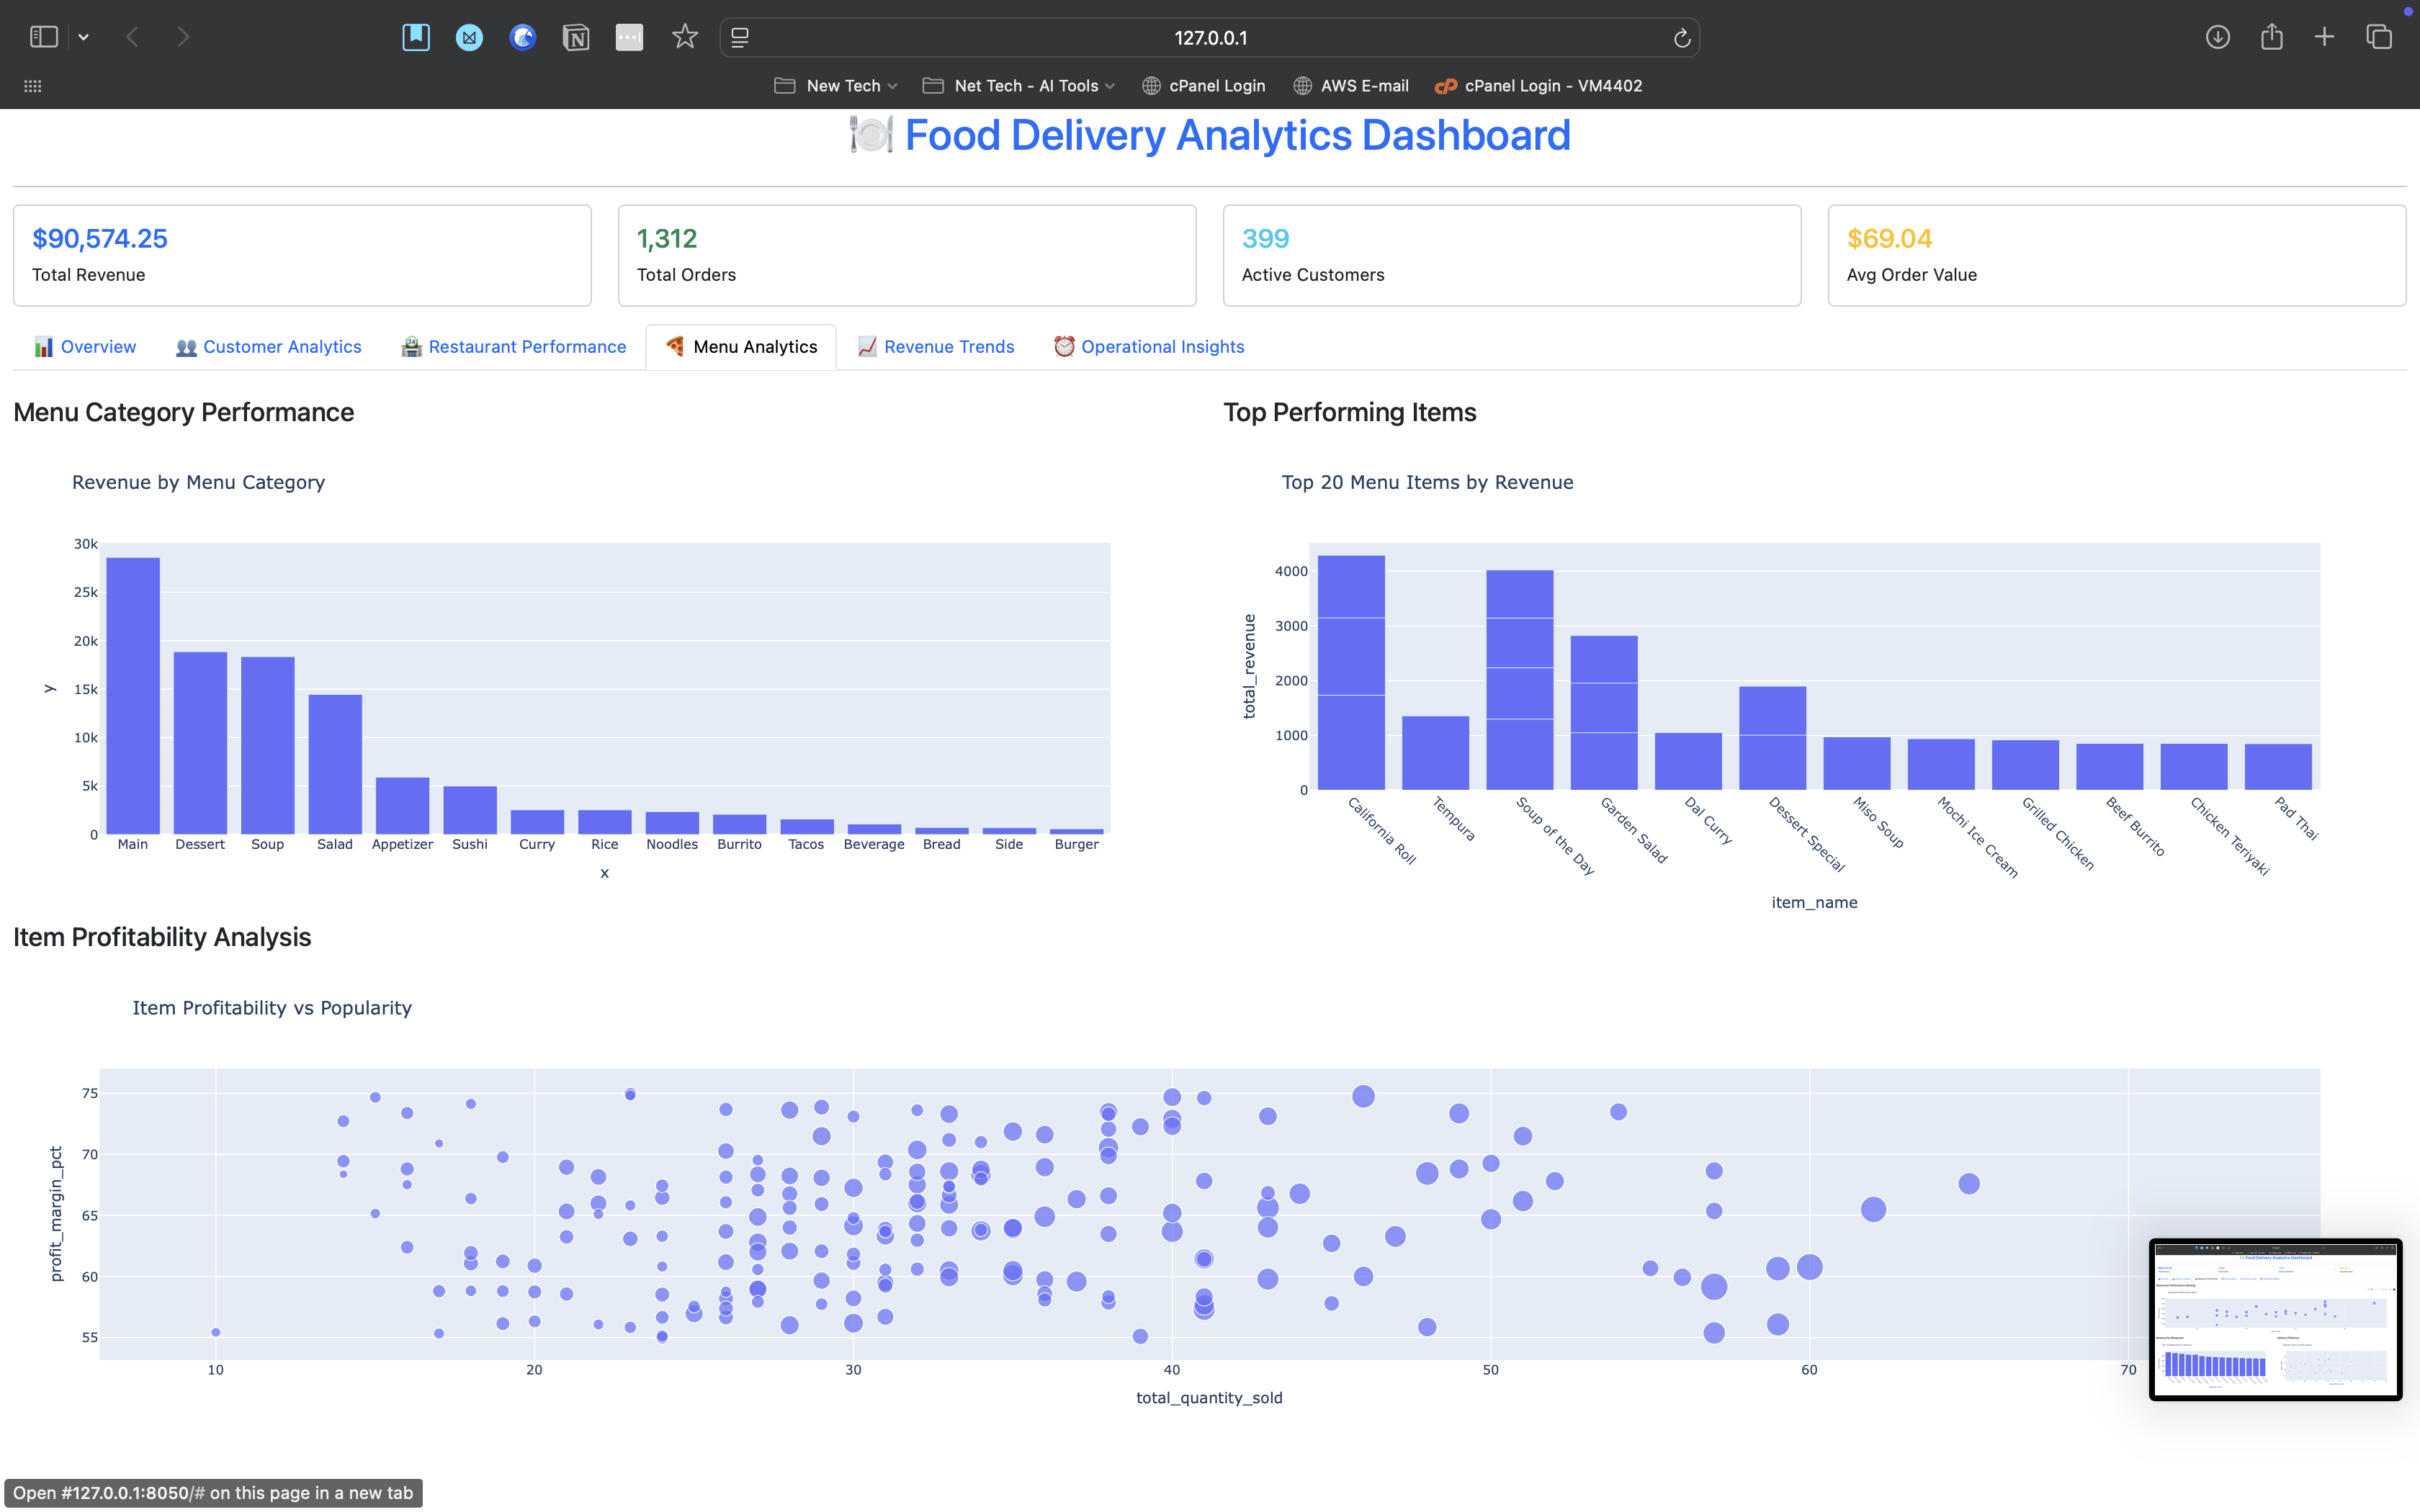 127.0.0.1
New Tech
Net Tech - AI Tools
cPanel Login
AWS E-mail
cP cPanel Login - VM4402
Food Delivery Analytics Dashboard
$90,574.25
Total Revenue
1,312
Total Orders
399
Active Customers
$69.04
Avg Order Value
Overview
Customer Analytics
Restaurant Performance
Menu Analytics
Revenue Trends
Operational Insights
Menu Category Performance
Revenue by Menu Category
30k
25k
20k
15k
10k
5k
0
y
Main Dessert Soup Salad Appetizer Sushi Curry Rice Noodles Burrito Tacos Beverage Bread Side Burger
x
Top Performing Items
Top 20 Menu Items by Revenue
4000
3000
2000
1000
0
total_revenue
California Roll
Tempura
Soup of the Day
Garden Salad
Dal Curry
Dessert Special
Miso Soup
Mochi Ice Cream
Grilled Chicken
Beef Burrito
Chicken Teriyaki
Pad Thai
item_name
Item Profitability Analysis
Item Profitability vs Popularity
75
70
65
60
55
profit_margin_pct
10 20 30 40 50 60 70
total_quantity_sold
Food Delivery Analytics Dashboard
Open #127.0.0.1:8050/# on this page in a new tab